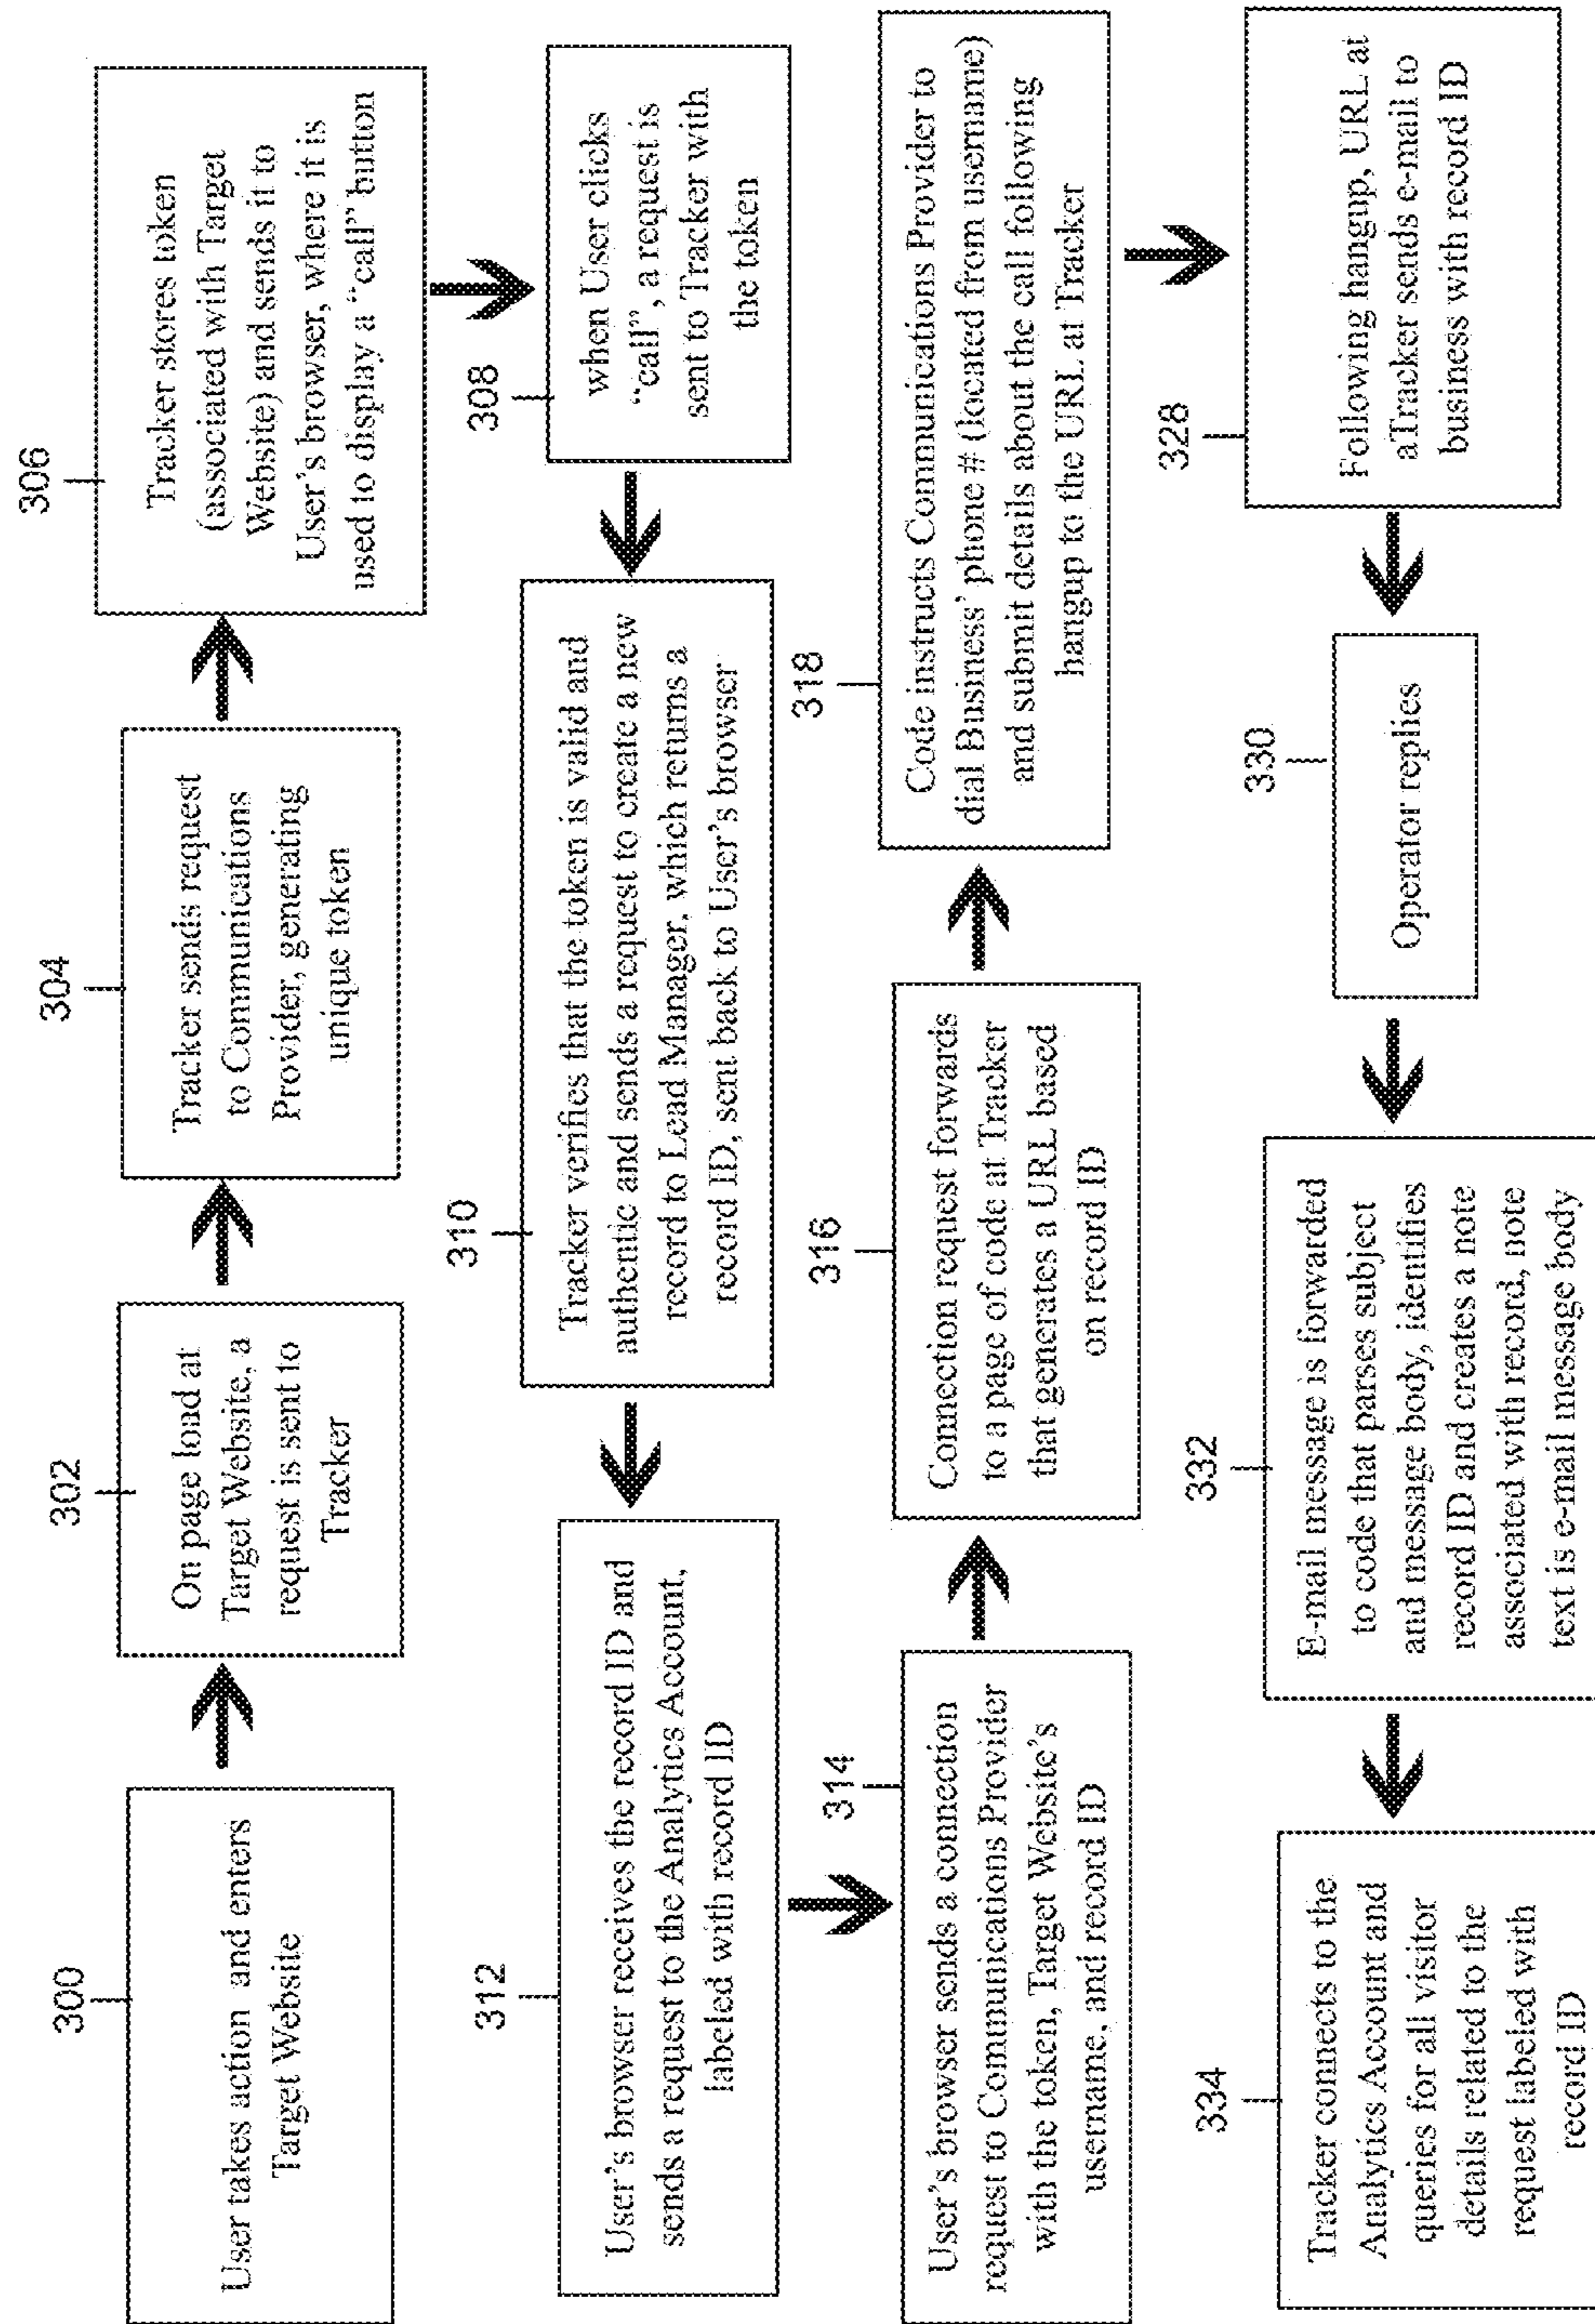 300
User takes action and enters
Target Website
302
On page load at
Target Website, a
request is sent to
Tracker
304
Tracker sends request
to Communications
Provider, generating
unique token
306
Tracker stores token
(associated with Target
Website) and sends it to
User's browser, where it is
used to display a "call" button
308
when User clicks
"call", a request is
sent to Tracker with
the token
310
Tracker verifies that the token is valid and
authentic and sends a request to create a new
record to Lead Manager, which returns a
record ID, sent back to User's browser
312
User's browser receives the record ID and
sends a request to the Analytics Account,
labeled with record ID
314
User's browser sends a connection
request to Communications Provider
with the token, Target Website's
username, and record ID
316
Connection request forwards
to a page of code at Tracker
that generates a URL based
on record ID
318
Code instructs Communications Provider to
dial Business' phone # (located from username)
and submit details about the call following
hangup to the URL at Tracker
328
Following hangup, URL at
aTracker sends e-mail to
business with record ID
330
Operator replies
332
E-mail message is forwarded
to code that parses subject
and message body, identifies
record ID and creates a note
associated with record, note
text is e-mail message body
334
Tracker connects to the
Analytics Account and
queries for all visitor
details related to the
request labeled with
record ID